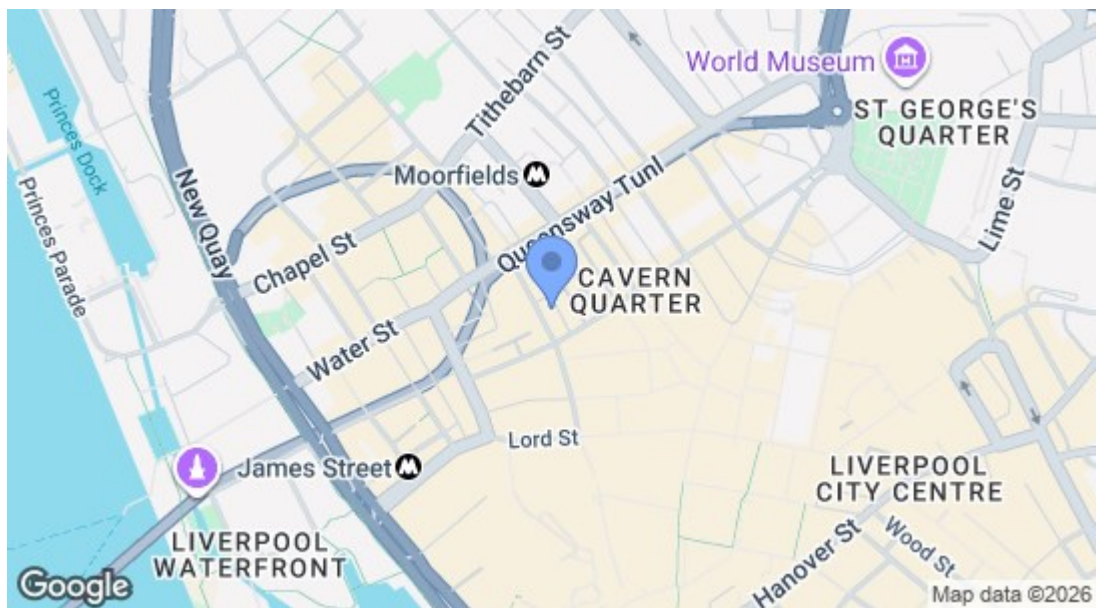 World Museum
ST GEORGE'S
QUARTER
Tithebarn St
Princes Dock
Moorfields
Queensway Tunl
Lime St
New Quay
Princes Parade
Chapel St
CAVERN
QUARTER
Water St
Lord St
James Street
LIVERPOOL
CITY CENTRE
LIVERPOOL
WATERFRONT
Hanover St
Wood St
Google
Map data ©2026